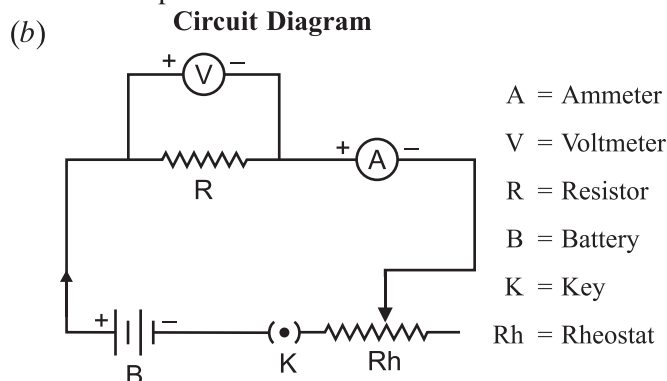 (b)
Circuit Diagram
+ V –
R
+ A –
+ –
B
K
Rh
A = Ammeter
V = Voltmeter
R = Resistor
B = Battery
K = Key
Rh = Rheostat